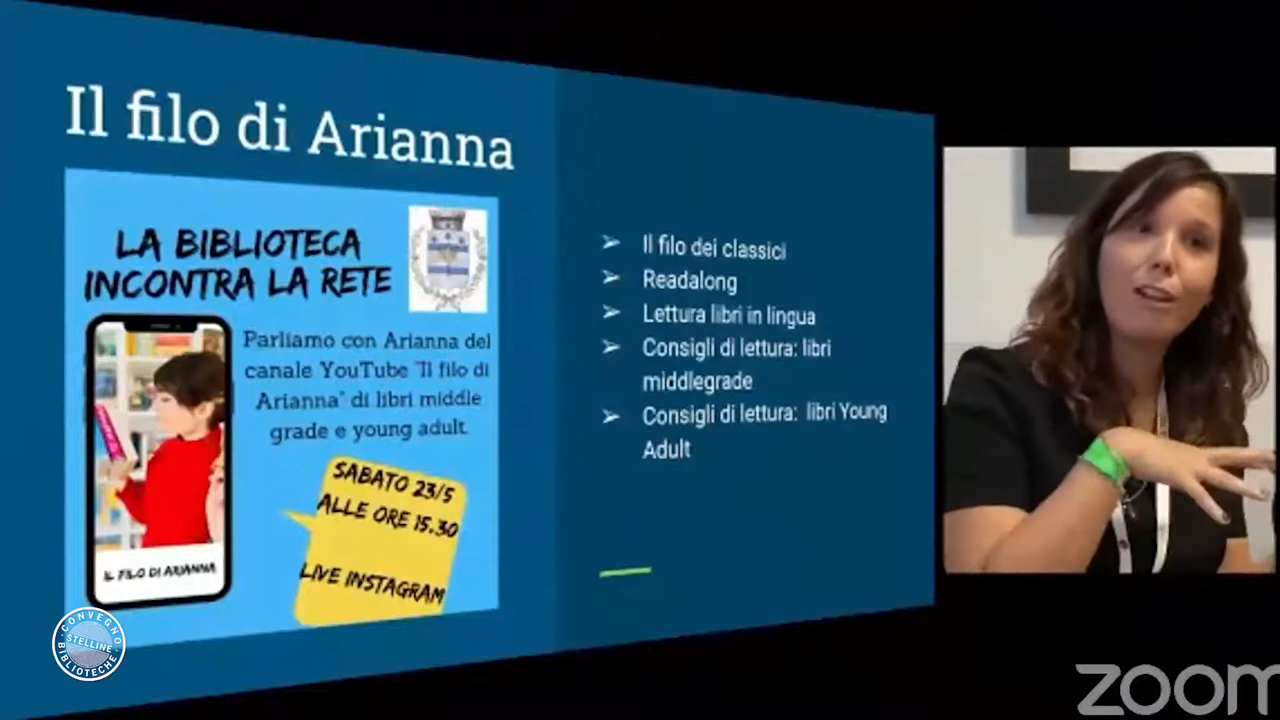 Il filo di Arianna
LA BIBLIOTECA
INCONTRA LA RETE
Parliamo con Arianna del
canale YouTube "Il filo di
Arianna" di libri middle
grade e young adult.
SABATO 23/5
ALLE ORE 15.30
LIVE INSTAGRAM
IL FILO DI ARIANNA
➢ Il filo dei classici
➢ Readalong
➢ Lettura libri in lingua
➢ Consigli di lettura: libri
middlegrade
➢ Consigli di lettura: libri Young
Adult
CONVEGNO
STELLINE
BIBLIOTECHE
zoom